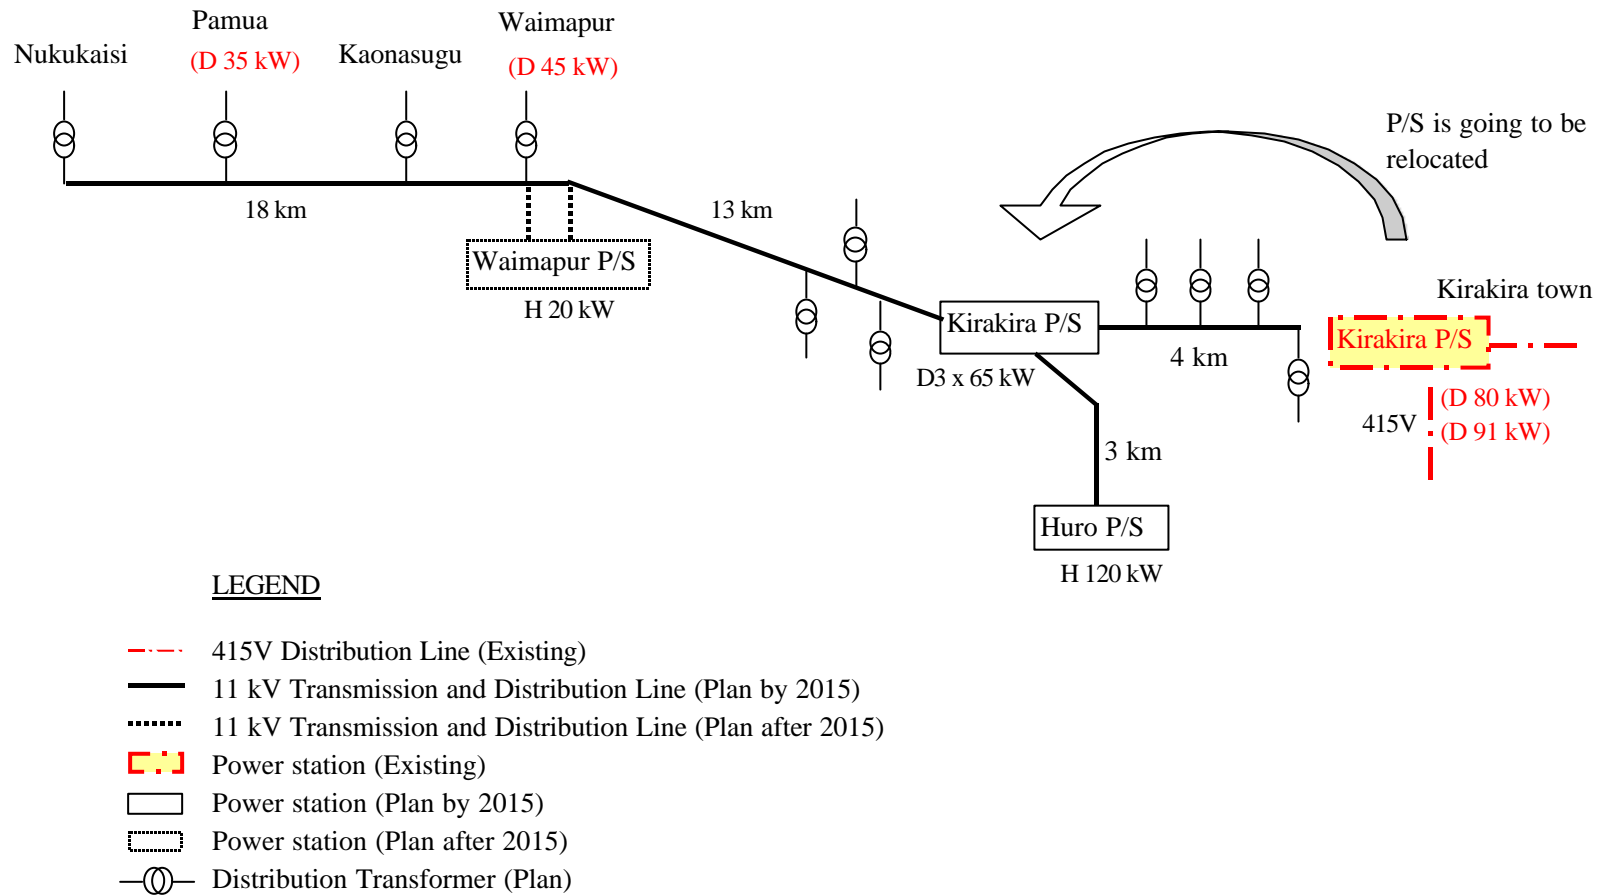 Nukukaisi
Pamua
(D 35 kW)
Kaonasugu
Waimapur
(D 45 kW)
P/S is going to be
relocated
18 km
13 km
Waimapur P/S
H 20 kW
Kirakira P/S
D3 x 65 kW
4 km
Kirakira town
Kirakira P/S
415V
(D 80 kW)
(D 91 kW)
3 km
Huro P/S
H 120 kW
LEGEND
415V Distribution Line (Existing)
11 kV Transmission and Distribution Line (Plan by 2015)
11 kV Transmission and Distribution Line (Plan after 2015)
Power station (Existing)
Power station (Plan by 2015)
Power station (Plan after 2015)
Distribution Transformer (Plan)